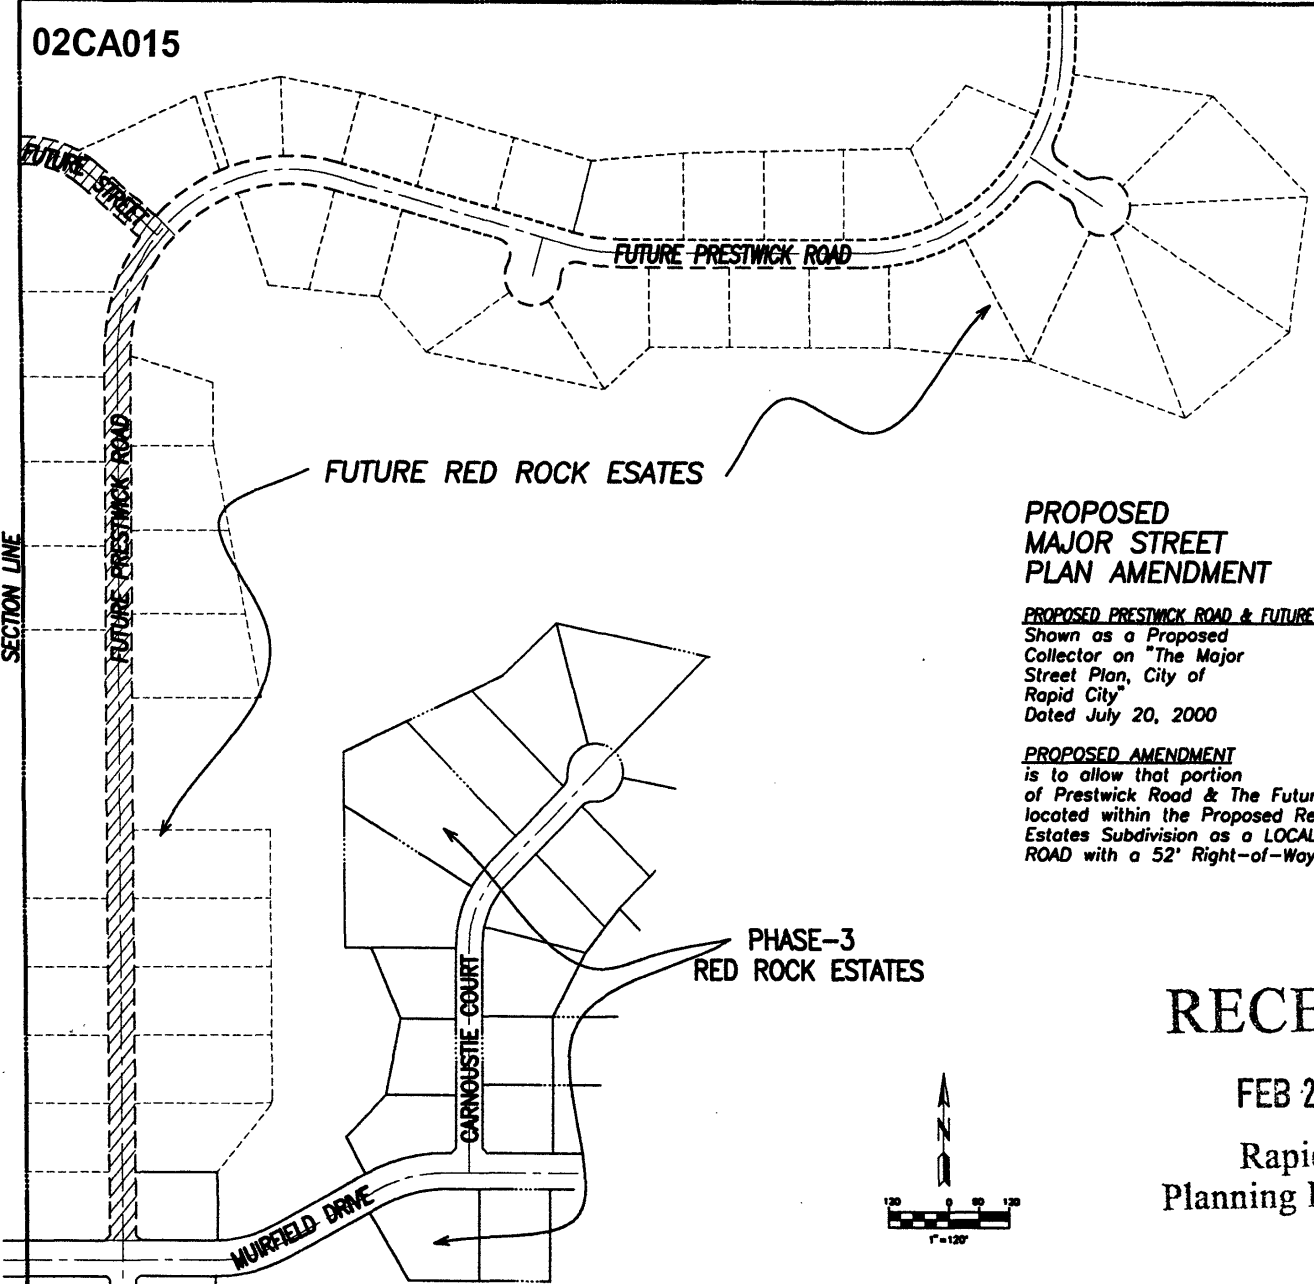 02CA015
FUTURE STREET
FUTURE PRESTWICK ROAD
FUTURE PRESTWICK ROAD
FUTURE RED ROCK ESATES
SECTION LINE
PROPOSED
MAJOR STREET
PLAN AMENDMENT
PROPOSED PRESTWICK ROAD & FUTURE
Shown as a Proposed
Collector on "The Major
Street Plan, City of
Rapid City"
Dated July 20, 2000
PROPOSED AMENDMENT
is to allow that portion
of Prestwick Road & The Futur
located within the Proposed Re
Estates Subdivision as a LOCAL
ROAD with a 52' Right-of-Way
PHASE-3
RED ROCK ESTATES
CARNOUSTIE COURT
MUIRFIELD DRIVE
RECE
FEB 2
Rapi
Planning
N
120 0 60 120
1"=120'